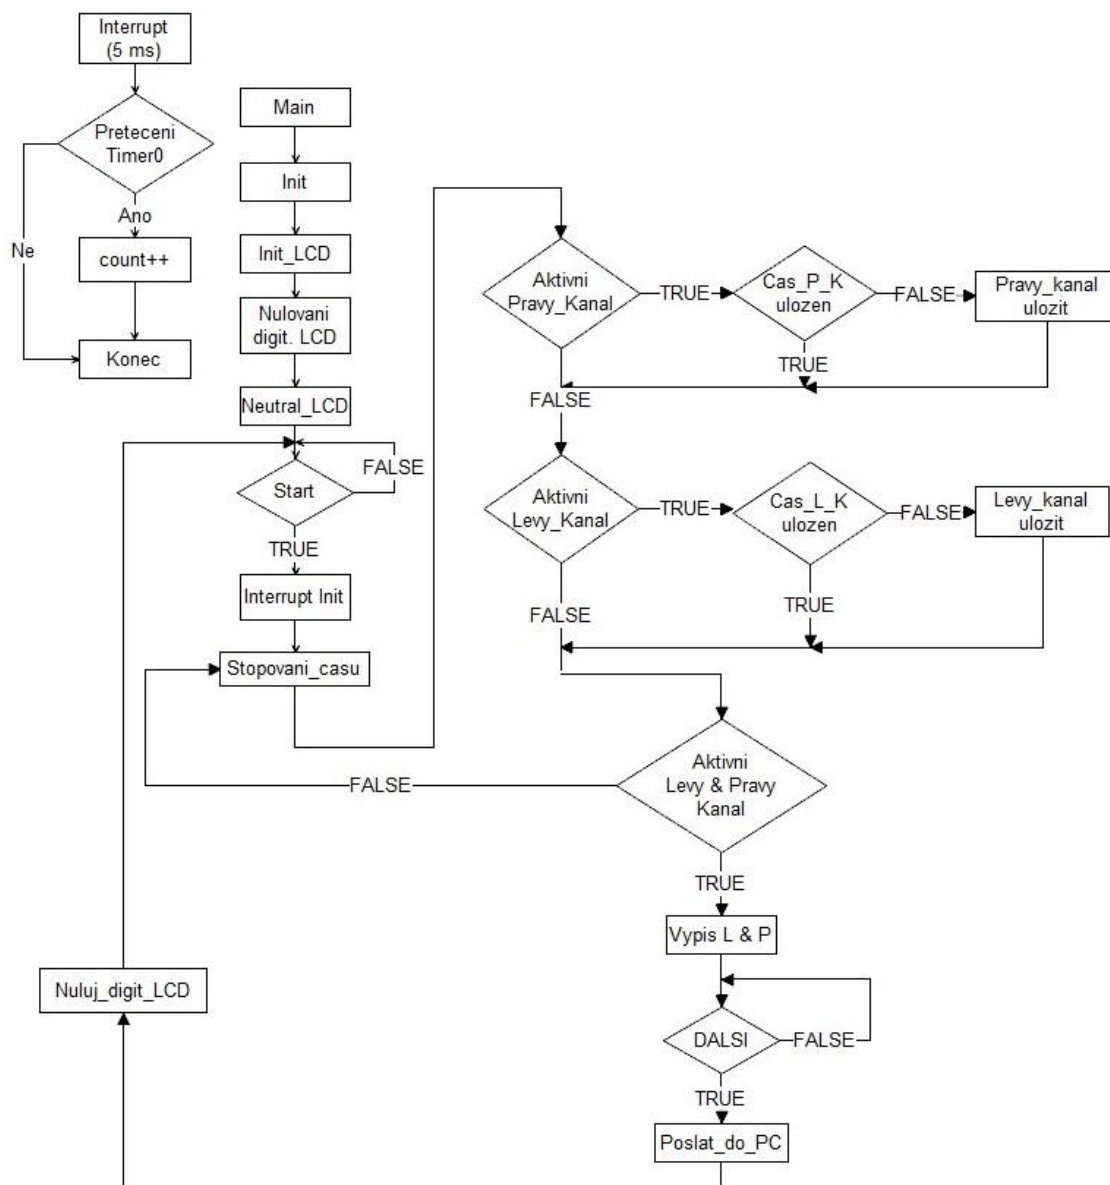 Interrupt
(5 ms)
Preteceni
Timer0
Ano
Ne
count++
Konec
Main
Init
Init_LCD
Nulovani
digit. LCD
Neutral_LCD
FALSE
Start
TRUE
Interrupt Init
Stopovani_casu
Aktivni
Pravy_Kanal
TRUE
Cas_P_K
ulozen
FALSE
Pravy_kanal
ulozit
TRUE
FALSE
Aktivni
Levy_Kanal
TRUE
Cas_L_K
ulozen
FALSE
Levy_kanal
ulozit
TRUE
FALSE
Aktivni
Levy & Pravy
Kanal
FALSE
TRUE
Vypis L & P
DALSI
FALSE
TRUE
Poslat_do_PC
Nuluj_digit_LCD